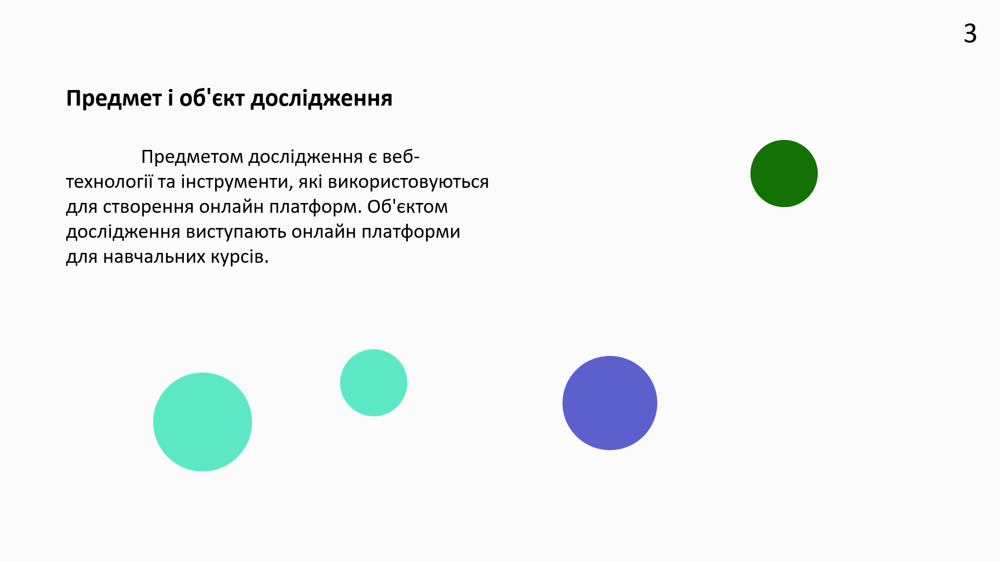 3
Предмет і об'єкт дослідження
Предметом дослідження є веб-
технології та інструменти, які використовуються
для створення онлайн платформ. Об'єктом
дослідження виступають онлайн платформи
для навчальних курсів.